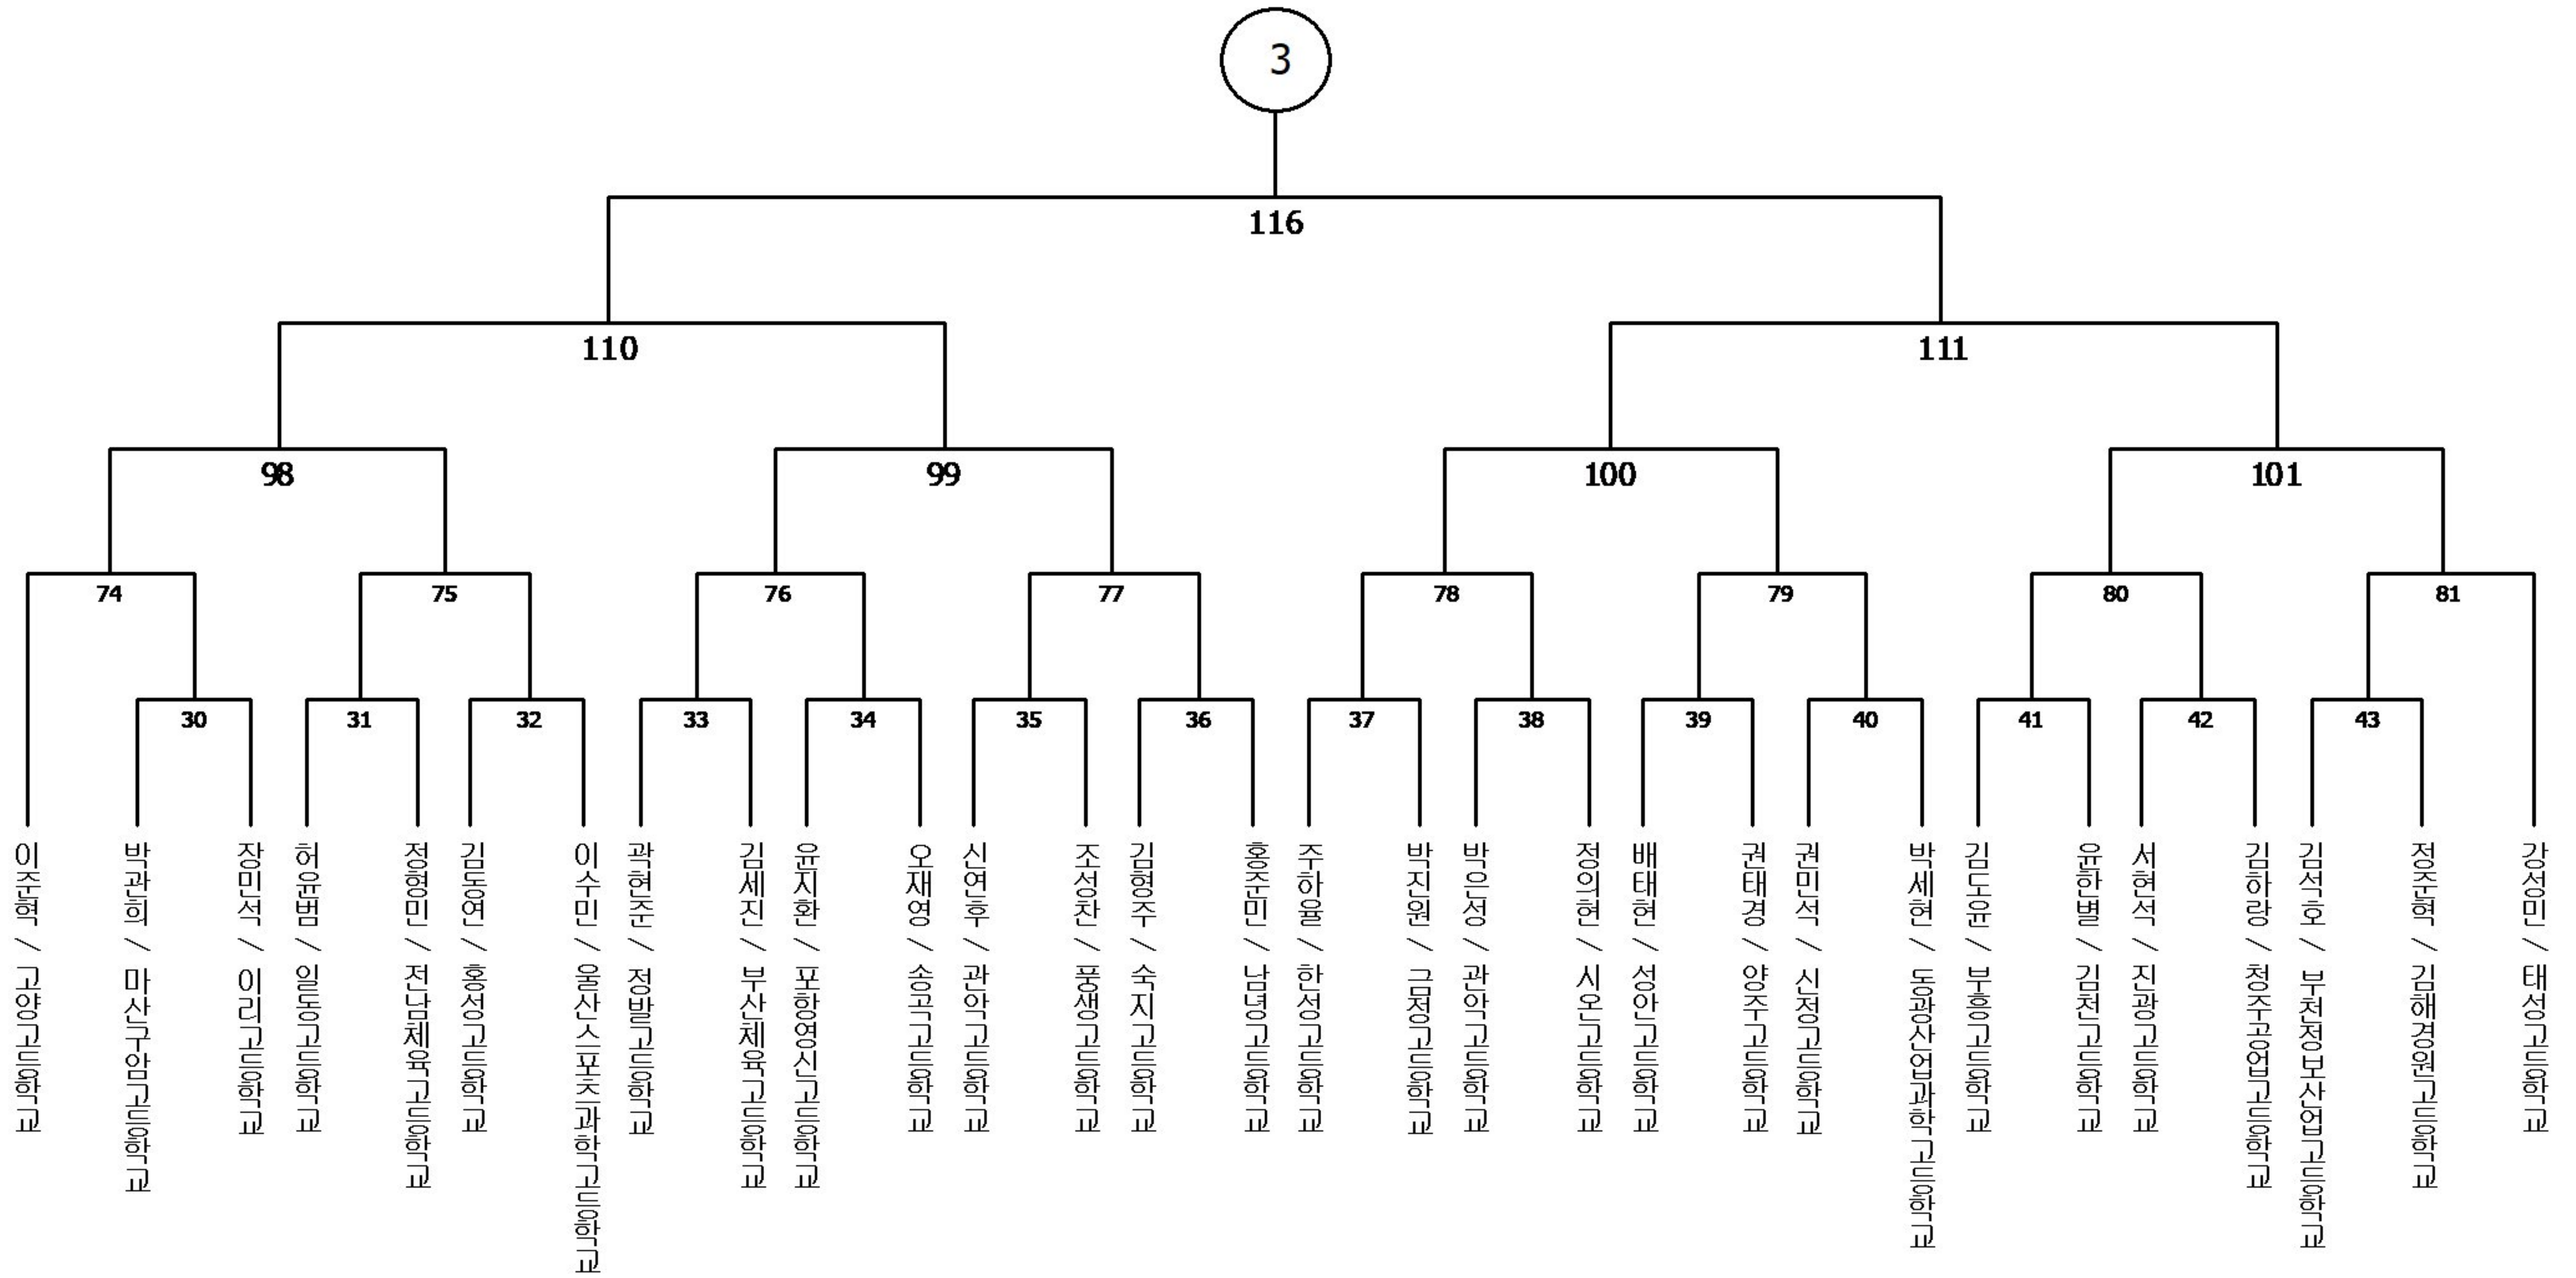 3
116
110
111
98
99
100
101
74
75
76
77
78
79
80
81
30
31
32
33
34
35
36
37
38
39
40
41
42
43
이준혁 / 고양고등학교
박관희 / 마산구암고등학교
장민석 / 이리고등학교
허윤범 / 일동고등학교
정형민 / 전남체육고등학교
김동연 / 홍성고등학교
이수민 / 울산스포츠과학고등학교
곽현준 / 정발고등학교
김세진 / 부산체육고등학교
윤지환 / 포항영신고등학교
오재영 / 송곡고등학교
신연후 / 관악고등학교
조성찬 / 풍생고등학교
김형주 / 숙지고등학교
홍준민 / 남녕고등학교
주하율 / 한성고등학교
박진원 / 금정고등학교
박은성 / 관악고등학교
정의현 / 시온고등학교
배태현 / 성안고등학교
권태경 / 양주고등학교
권민석 / 신정고등학교
박세현 / 동광산업과학고등학교
김도윤 / 부흥고등학교
윤한별 / 김천고등학교
서현석 / 진광고등학교
김하랑 / 청주공업고등학교
김석호 / 부천정보산업고등학교
정준혁 / 김해경원고등학교
강성민 / 태성고등학교